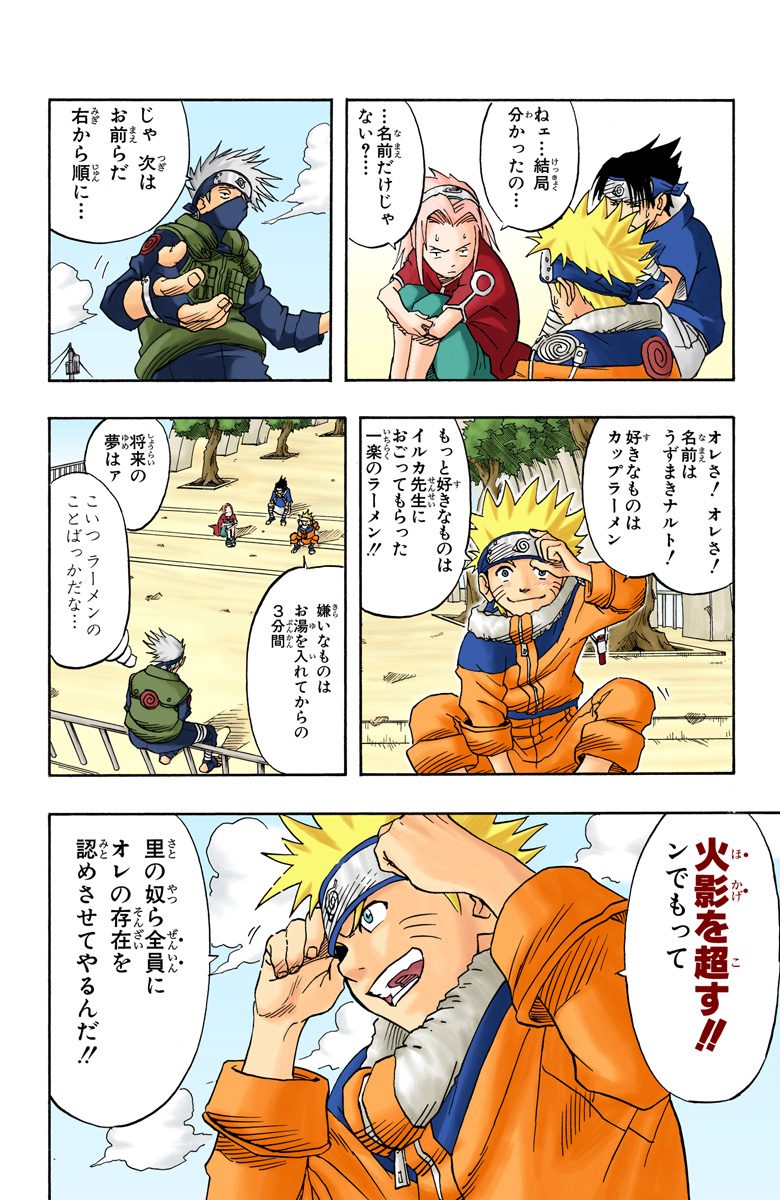 ねェ…結局
分かったの…
…名前だけじゃ
ない？…
じゃ 次は
お前らだ
右から順に…
オレさ！オレさ！
名前は
うずまきナルト！
好きなものは
カップラーメン
もっと好きなものは
イルカ先生に
おごってもらった
一楽のラーメン!!
嫌いなものは
お湯を入れてからの
３分間
将来の
夢はァ
こいつ ラーメンの
ことばっかだな…
火影を超す!!
ンでもって
里の奴ら全員に
オレの存在を
認めさせてやるんだ!!